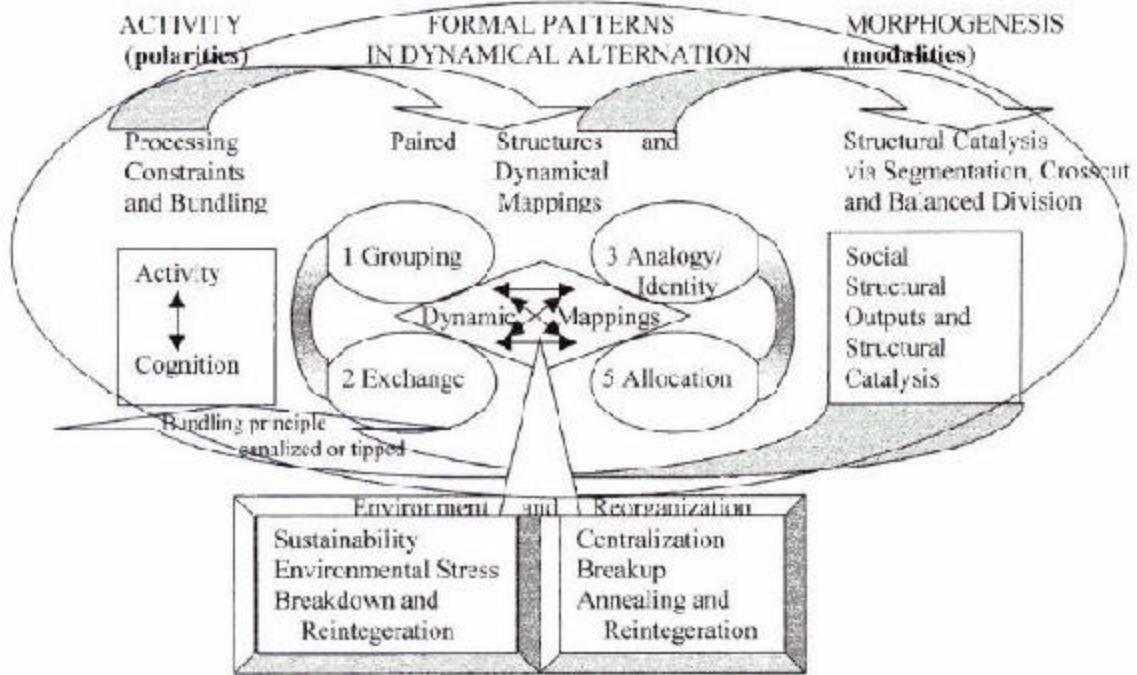 ACTIVITY
(polarities)
FORMAL PATTERNS
IN DYNAMICAL ALTERNATION
MORPHOGENESIS
(modalities)
Processing
Constraints
and Bundling
Paired Structures and
Dynamical
Mappings
Structural Catalysis
via Segmentation, Crosscut
and Balanced Division
Activity
Cognition
1 Grouping
3 Analogy/
Identity
Dynamic Mappings
2 Exchange
5 Allocation
Social
Structural
Outputs and
Structural
Catalysis
Bundling principle
canalized or tipped
Environment and Reorganization
Sustainability
Environmental Stress
Breakdown and
Reintegeration
Centralization
Breakup
Annealing and
Reintegeration